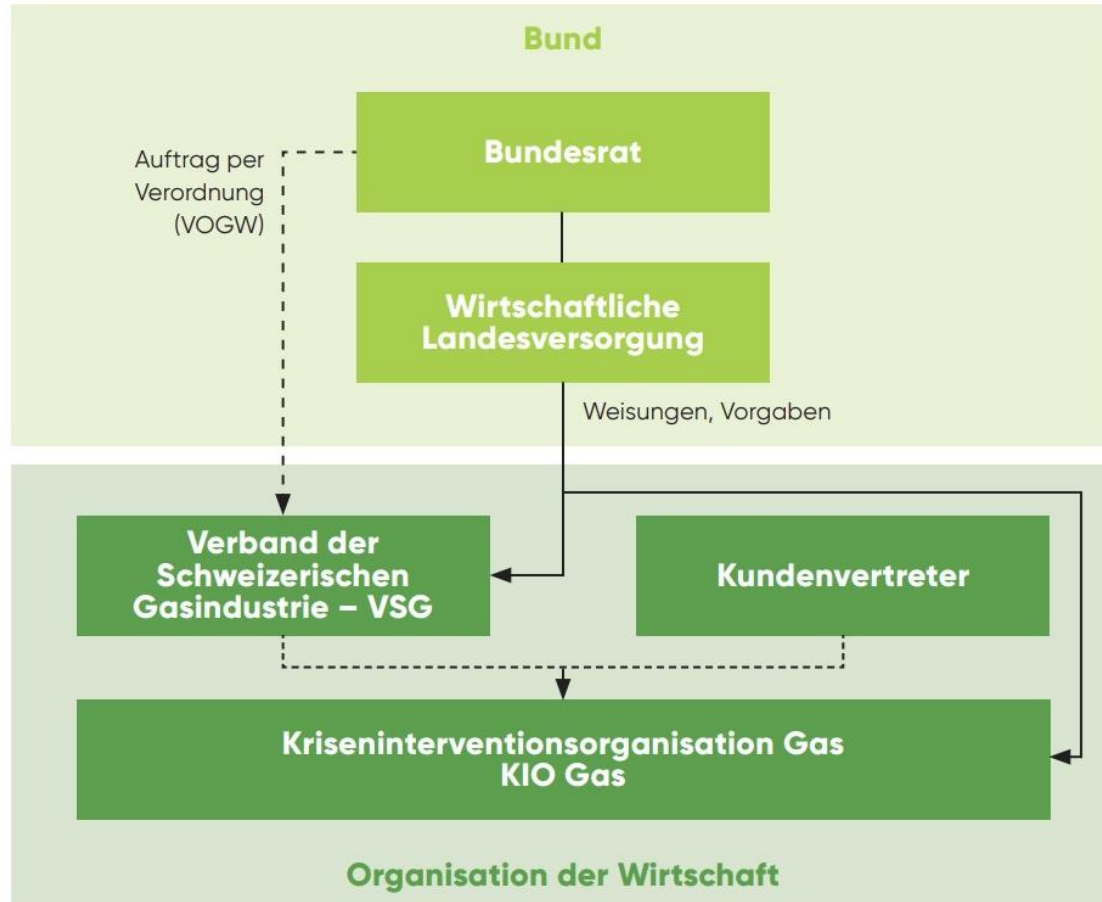 Bund
Bundesrat
Auftrag per
Verordnung
(VOGW)
Wirtschaftliche
Landesversorgung
Weisungen, Vorgaben
Verband der
Schweizerischen
Gasindustrie – VSG
Kundenvertreter
Kriseninterventionsorganisation Gas
KIO Gas
Organisation der Wirtschaft